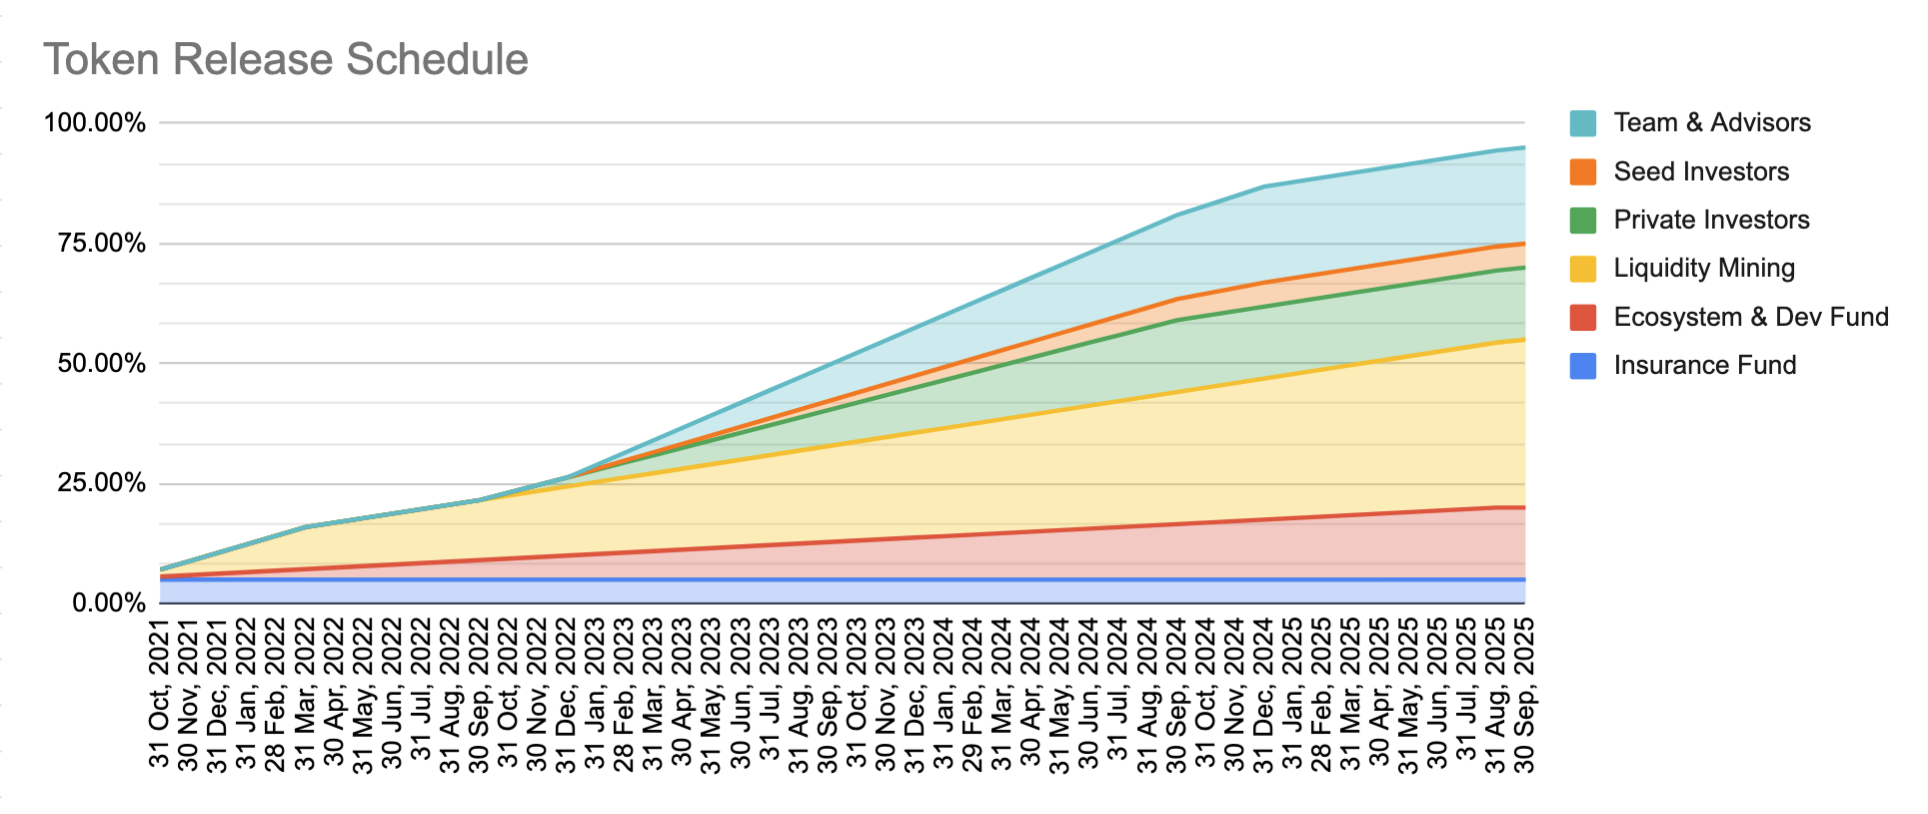 Token Release Schedule
100.00%
75.00%
50.00%
25.00%
0.00%
Team & Advisors
Seed Investors
Private Investors
Liquidity Mining
Ecosystem & Dev Fund
Insurance Fund
31 Oct, 2021
30 Nov, 2021
31 Dec, 2021
31 Jan, 2022
28 Feb, 2022
31 Mar, 2022
30 Apr, 2022
31 May, 2022
30 Jun, 2022
31 Jul, 2022
31 Aug, 2022
30 Sep, 2022
31 Oct, 2022
30 Nov, 2022
31 Dec, 2022
31 Jan, 2023
28 Feb, 2023
31 Mar, 2023
30 Apr, 2023
31 May, 2023
30 Jun, 2023
31 Jul, 2023
31 Aug, 2023
30 Sep, 2023
31 Oct, 2023
30 Nov, 2023
31 Dec, 2023
31 Jan, 2024
29 Feb, 2024
31 Mar, 2024
30 Apr, 2024
31 May, 2024
30 Jun, 2024
31 Jul, 2024
31 Aug, 2024
30 Sep, 2024
31 Oct, 2024
30 Nov, 2024
31 Dec, 2024
31 Jan, 2025
28 Feb, 2025
31 Mar, 2025
30 Apr, 2025
31 May, 2025
30 Jun, 2025
31 Jul, 2025
31 Aug, 2025
30 Sep, 2025